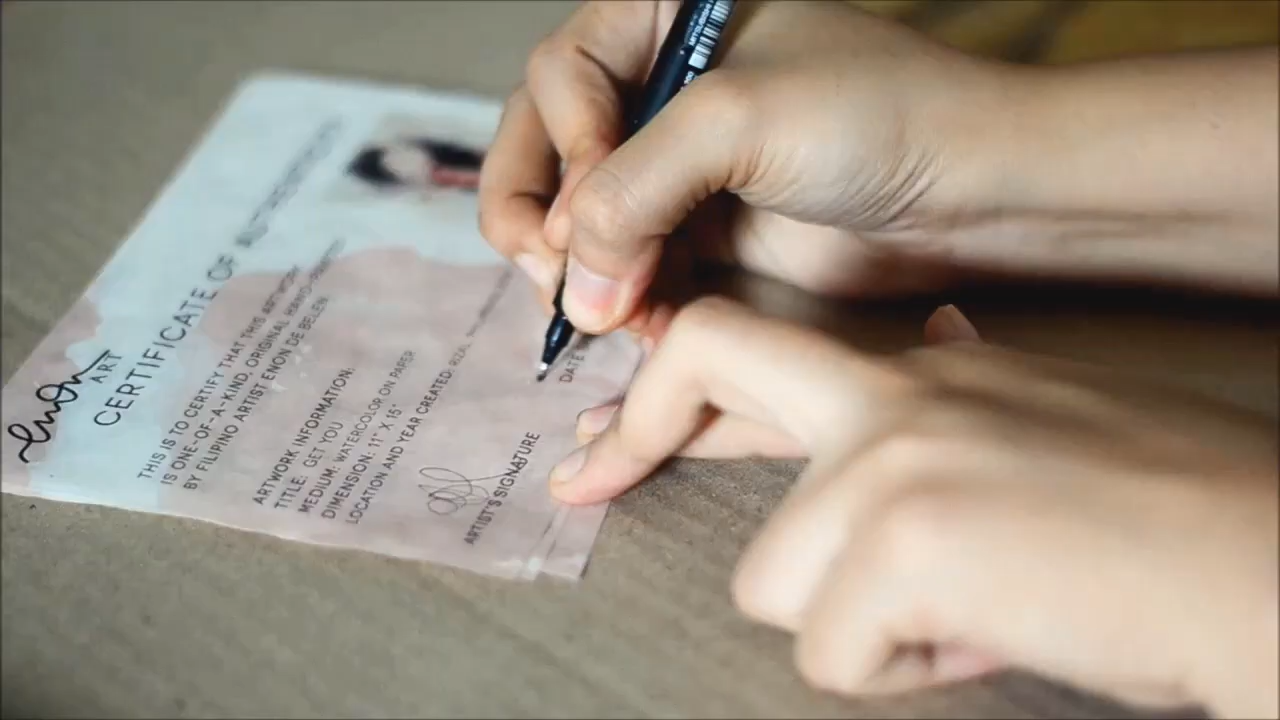 enon
ART
CERTIFICATE OF AUTHENTICITY
THIS IS TO CERTIFY THAT THIS ARTWORK
IS ONE-OF-A-KIND, ORIGINAL HAND-PAINTED
BY FILIPINO ARTIST ENON DE BELEN
ARTWORK INFORMATION:
TITLE: GET YOU
MEDIUM: WATERCOLOR ON PAPER
DIMENSION: 11" X 15"
LOCATION AND YEAR CREATED: RIZAL,
ARTIST'S SIGNATURE
DATE